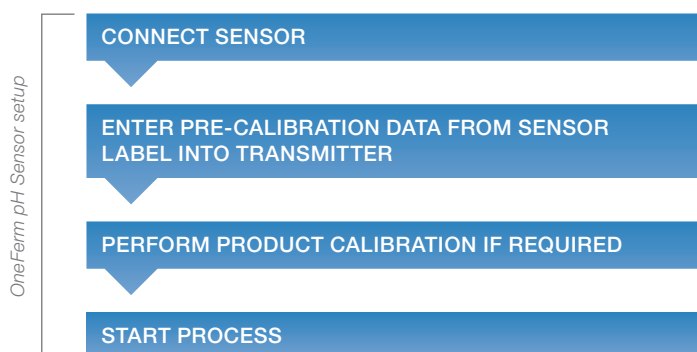 OneFerm pH Sensor setup
CONNECT SENSOR
ENTER PRE-CALIBRATION DATA FROM SENSOR
LABEL INTO TRANSMITTER
PERFORM PRODUCT CALIBRATION IF REQUIRED
START PROCESS